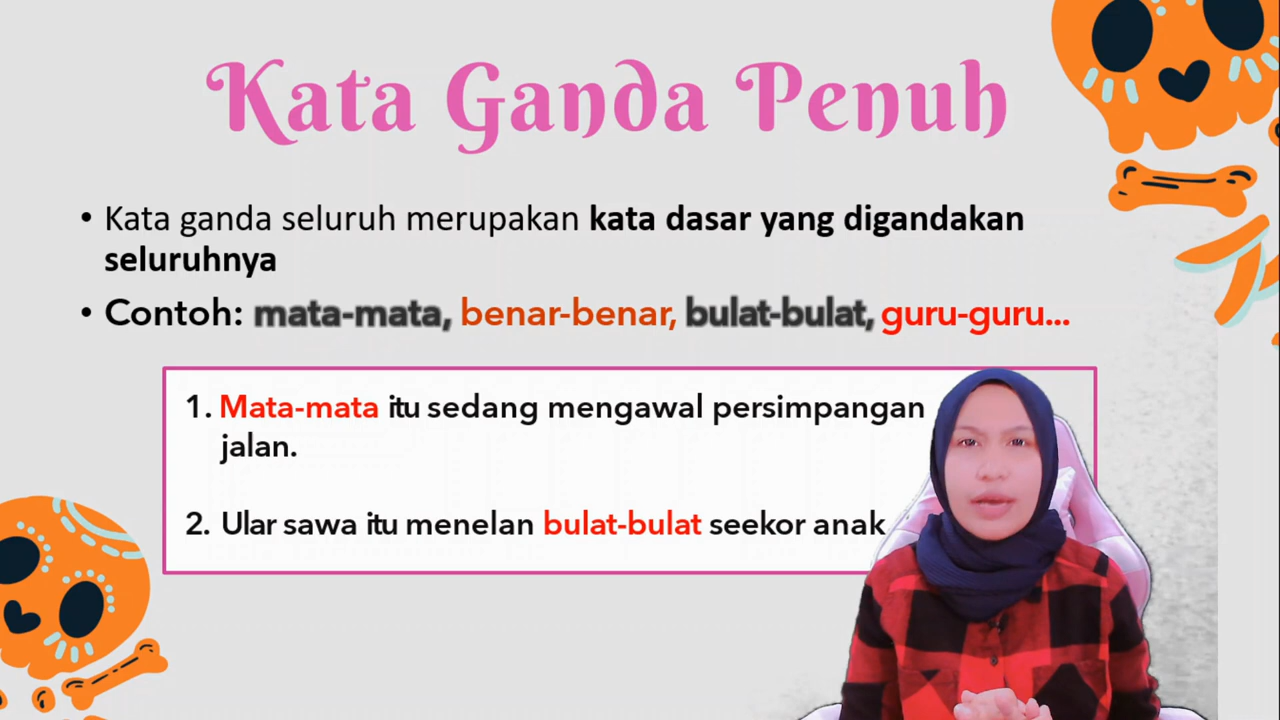 Kata Ganda Penuh
• Kata ganda seluruh merupakan kata dasar yang digandakan
seluruhnya
• Contoh: mata-mata, benar-benar, bulat-bulat, guru-guru...
1. Mata-mata itu sedang mengawal persimpangan
jalan.
2. Ular sawa itu menelan bulat-bulat seekor anak